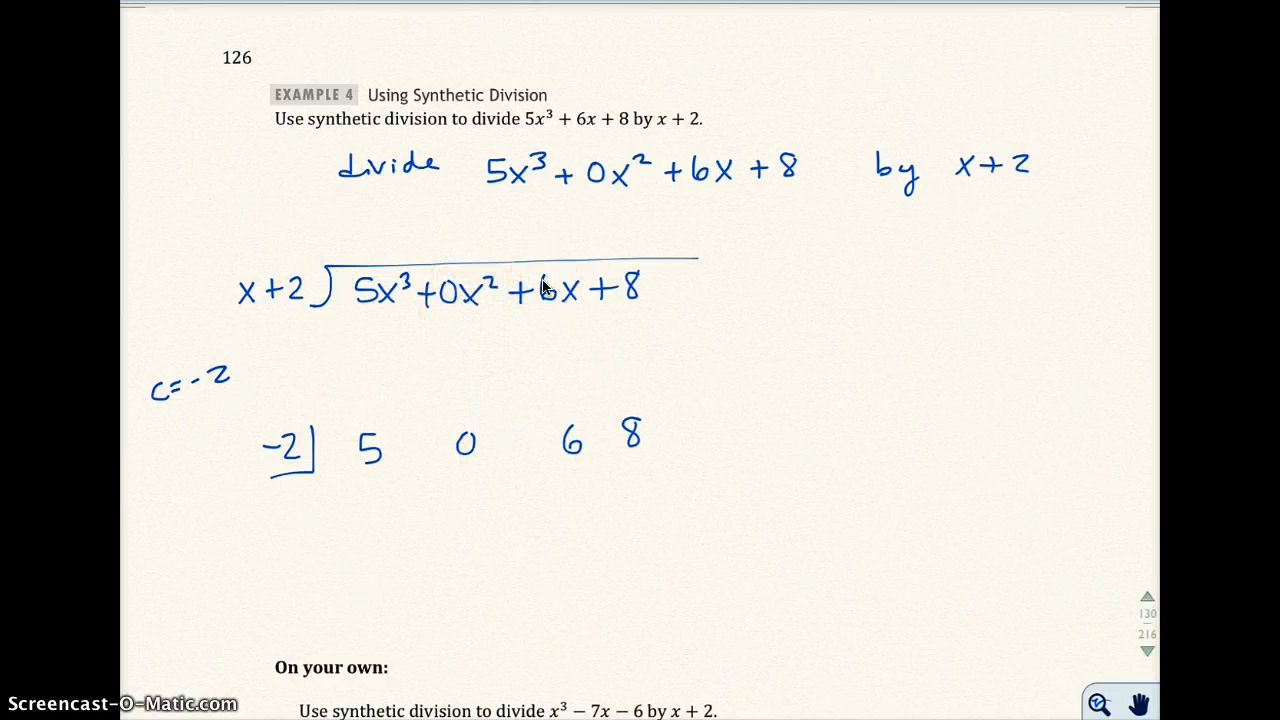 126
EXAMPLE 4 Using Synthetic Division
Use synthetic division to divide 5x³ + 6x + 8 by x + 2.
divide 5x³ + 0x² + 6x + 8 by x + 2
x + 2 ) 5x³ + 0x² + 6x + 8
c = -2
-2 | 5 0 6 8
130
216
On your own:
Use synthetic division to divide x³ − 7x − 6 by x + 2.
Screencast-O-Matic.com